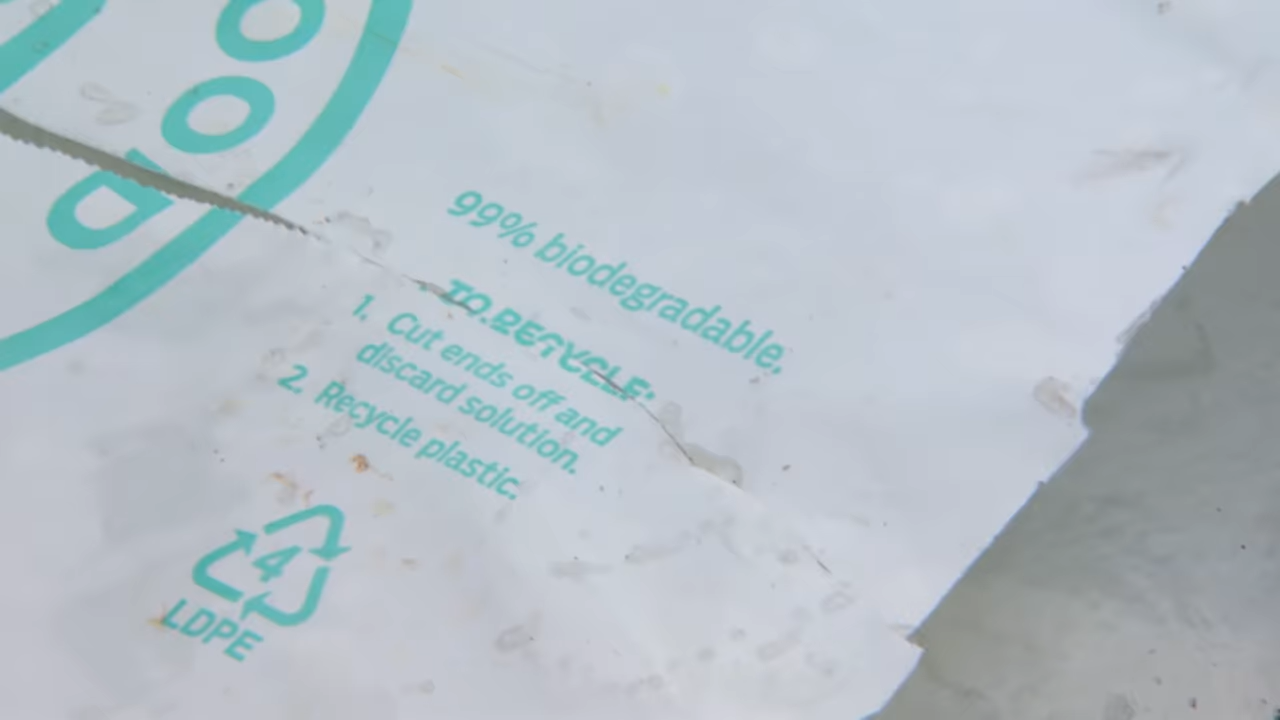 99% biodegradable.
TO RECYCLE:
1. Cut ends off and
discard solution.
2. Recycle plastic.
4
LDPE